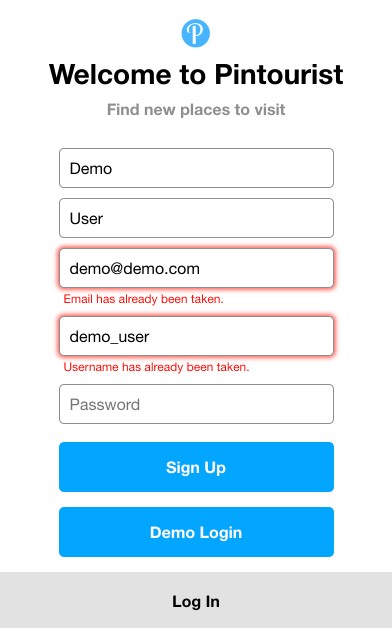 Welcome to Pintourist
Find new places to visit
Demo
User
demo@demo.com
Email has already been taken.
demo_user
Username has already been taken.
Password
Sign Up
Demo Login
Log In